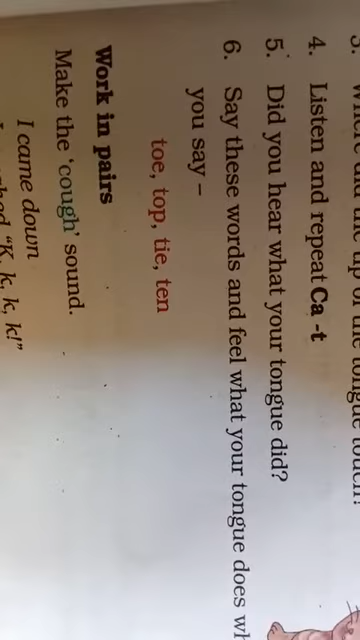 4. Listen and repeat Ca -t
5. Did you hear what your tongue did?
6. Say these words and feel what your tongue does
you say –
toe, top, tie, ten
Work in pairs
Make the 'cough' sound.
I came down
"K, k, k, k!"